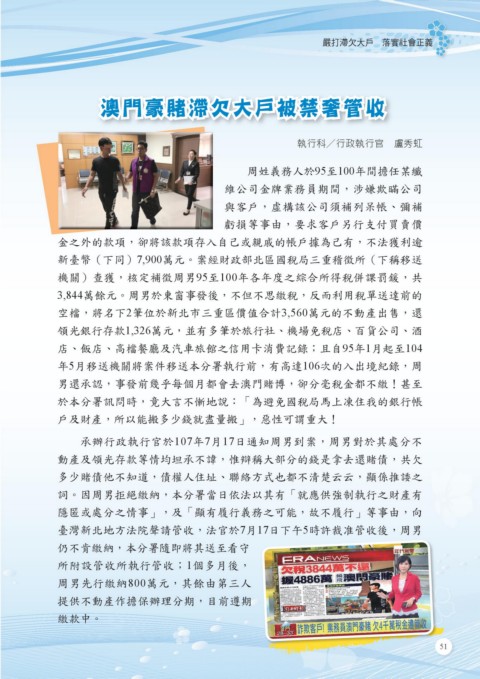 嚴打滯欠大戶　落實社會正義
澳門豪賭滯欠大戶被禁奢管收
執行科／行政執行官　盧秀虹
周姓義務人於95至100年間擔任某纖
維公司金牌業務員期間，涉嫌欺瞞公司
與客戶，虛構該公司須補列呆帳、彌補
虧損等事由，要求客戶另行支付買賣價
金之外的款項，卻將該款項存入自己或親戚的帳戶據為己有，不法獲利逾
新臺幣（下同）7,900萬元。案經財政部北區國稅局三重稽徵所（下稱移送
機關）查獲，核定補徵周男95至100年各年度之綜合所得稅併課罰鍰，共
3,844萬餘元。周男於東窗事發後，不但不思繳稅，反而利用稅單送達前的
空檔，將名下2筆位於新北市三重區價值合計3,560萬元的不動產出售，還
領光銀行存款1,326萬元，並有多筆於旅行社、機場免稅店、百貨公司、酒
店、飯店、高檔餐廳及汽車旅館之信用卡消費記錄；且自95年1月起至104
年5月移送機關將案件移送本分署執行前，有高達106次的入出境紀錄，周
男還承認，事發前幾乎每個月都會去澳門賭博，卻分毫稅金都不繳！甚至
於本分署訊問時，竟大言不慚地說：「為避免國稅局馬上凍住我的銀行帳
戶及財產，所以能搬多少錢就盡量搬」，惡性可謂重大！
承辦行政執行官於107年7月17日通知周男到案，周男對於其處分不
動產及領光存款等情均坦承不諱，惟辯稱大部分的錢是拿去還賭債，共欠
多少賭債他不知道，債權人住址、聯絡方式也都不清楚云云，顯係推諉之
詞。因周男拒絕繳納，本分署當日依法以其有「就應供強制執行之財產有
隱匿或處分之情事」，及「顯有履行義務之可能，故不履行」等事由，向
臺灣新北地方法院聲請管收，法官於7月17日下午5時許裁准管收後，周男
仍不肯繳納，本分署隨即將其送至看守
所附設管收所執行管收；1個多月後，
周男先行繳納800萬元，其餘由第三人
提供不動產作擔保辦理分期，目前遵期
繳款中。
ERA NEWS
欠稅3844萬不還
握4886萬
澳門豪賭
詐欺客戶! 業務員澳門豪賭 欠4千萬稅金遭管收
51